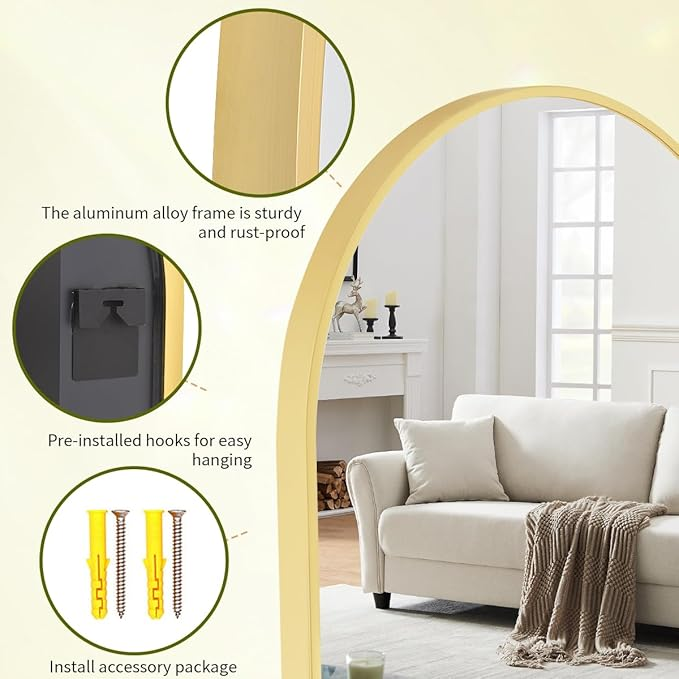 The aluminum alloy frame is sturdy
and rust-proof
Pre-installed hooks for easy
hanging
Install accessory package